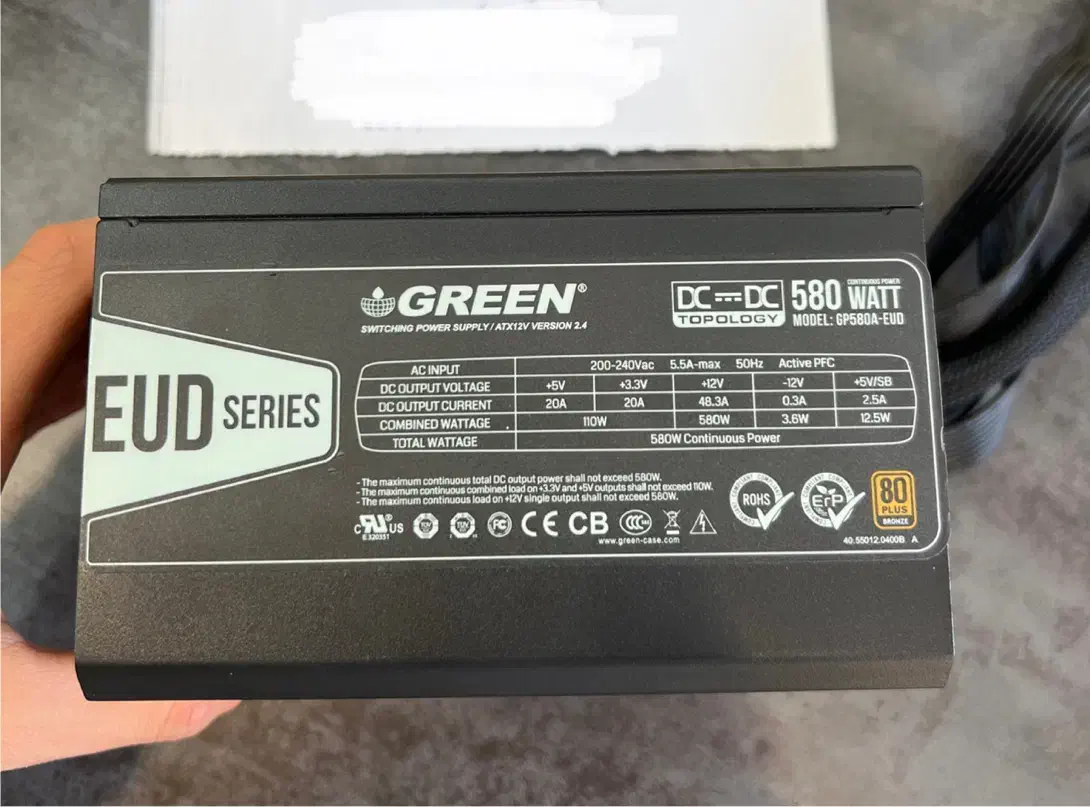 GREEN®
SWITCHING POWER SUPPLY / ATX12V VERSION 2.4
DC DC
TOPOLOGY
CONTINUOUS POWER
580 WATT
MODEL: GP580A-EUD
EUD SERIES
AC INPUT 200-240Vac 5.5A-max 50Hz Active PFC
DC OUTPUT VOLTAGE +5V +3.3V +12V -12V +5V/SB
DC OUTPUT CURRENT 20A 20A 48.3A 0.3A 2.5A
COMBINED WATTAGE 110W 580W 3.6W 12.5W
TOTAL WATTAGE 580W Continuous Power
- The maximum continuous total DC output power shall not exceed 580W.
- The maximum continuous combined load on +3.3V and +5V outputs shall not exceed 110W.
- The maximum continuous load on +12V single output shall not exceed 580W.
c RU US
E320351
FC CE CB CCC
www.green-case.com
ROHS
ErP
80
PLUS
BRONZE
40.55012.0400B A